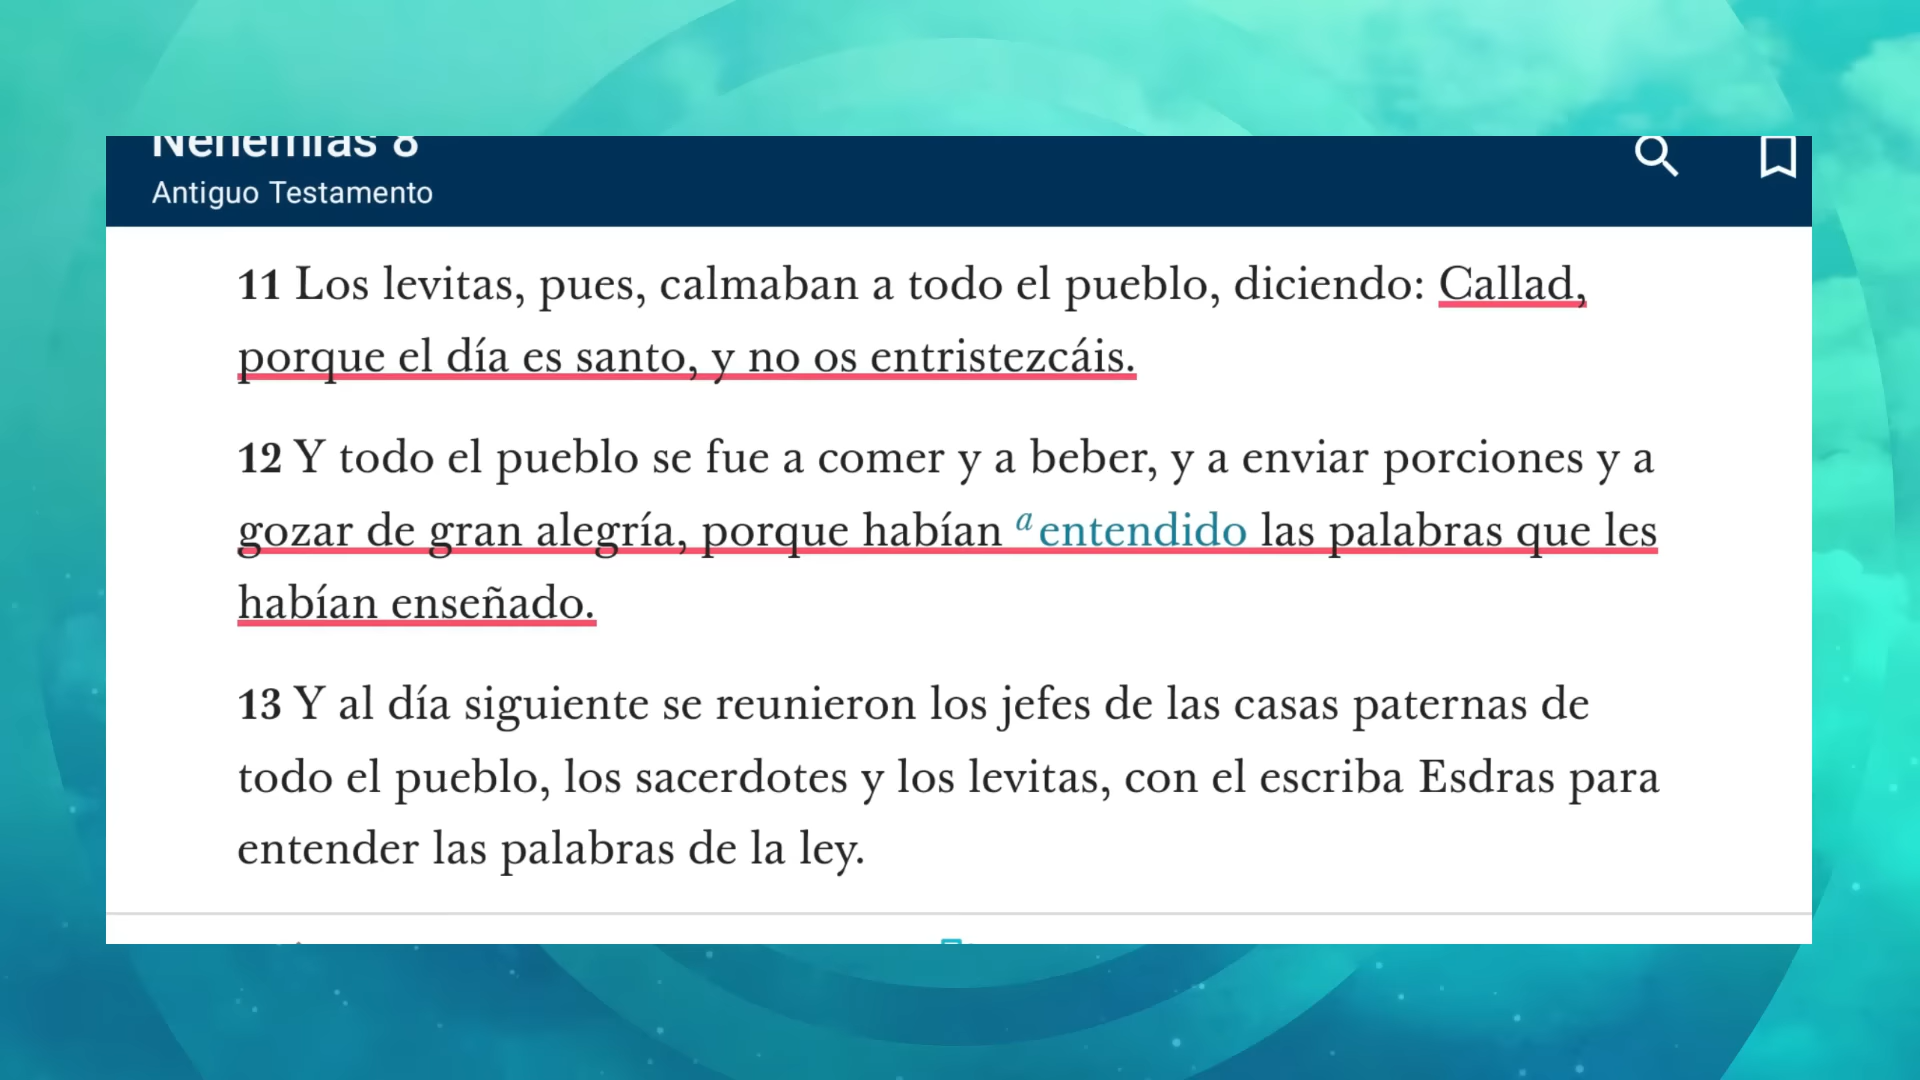 Nehemías 8
Antiguo Testamento
11 Los levitas, pues, calmaban a todo el pueblo, diciendo: Callad,
porque el día es santo, y no os entristezcáis.
12 Y todo el pueblo se fue a comer y a beber, y a enviar porciones y a
gozar de gran alegría, porque habían a entendido las palabras que les
habían enseñado.
13 Y al día siguiente se reunieron los jefes de las casas paternas de
todo el pueblo, los sacerdotes y los levitas, con el escriba Esdras para
entender las palabras de la ley.